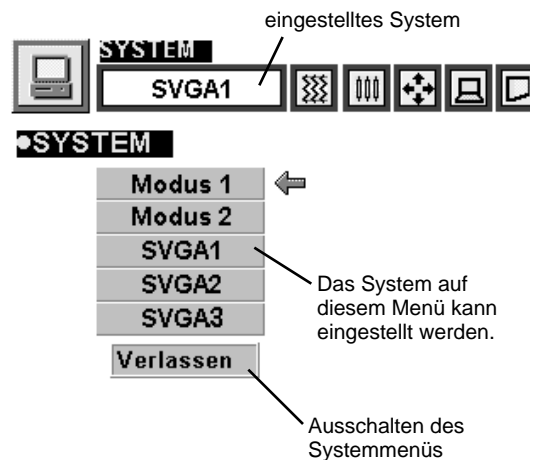 eingestelltes System
SYSTEM
SVGA1
SYSTEM
Modus 1
Modus 2
SVGA1
SVGA2
SVGA3
Verlassen
Das System auf
diesem Menü kann
eingestellt werden.
Ausschalten des
Systemmenüs